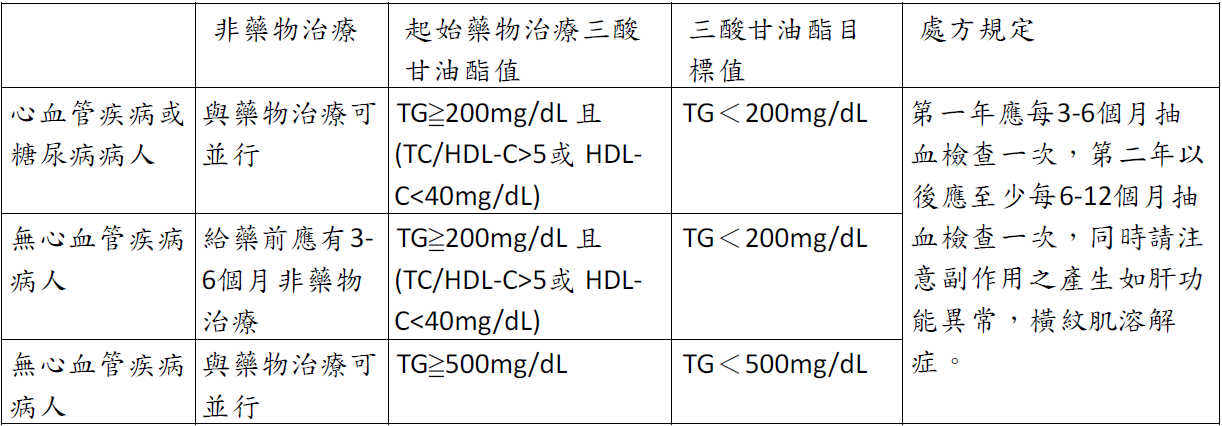 非藥物治療
起始藥物治療三酸
甘油酯值
三酸甘油酯目
標值
處方規定
心血管疾病或
糖尿病病人
與藥物治療可
並行
TG≧200mg/dL 且
(TC/HDL-C>5或 HDL-
C<40mg/dL)
TG＜200mg/dL
第一年應每3-6個月抽
血檢查一次，第二年以
後應至少每6-12個月抽
血檢查一次，同時請注
意副作用之產生如肝功
能異常，橫紋肌溶解
症。
無心血管疾病
病人
給藥前應有3-
6個月非藥物
治療
TG≧200mg/dL 且
(TC/HDL-C>5或 HDL-
C<40mg/dL)
TG＜200mg/dL
無心血管疾病
病人
與藥物治療可
並行
TG≧500mg/dL
TG＜500mg/dL